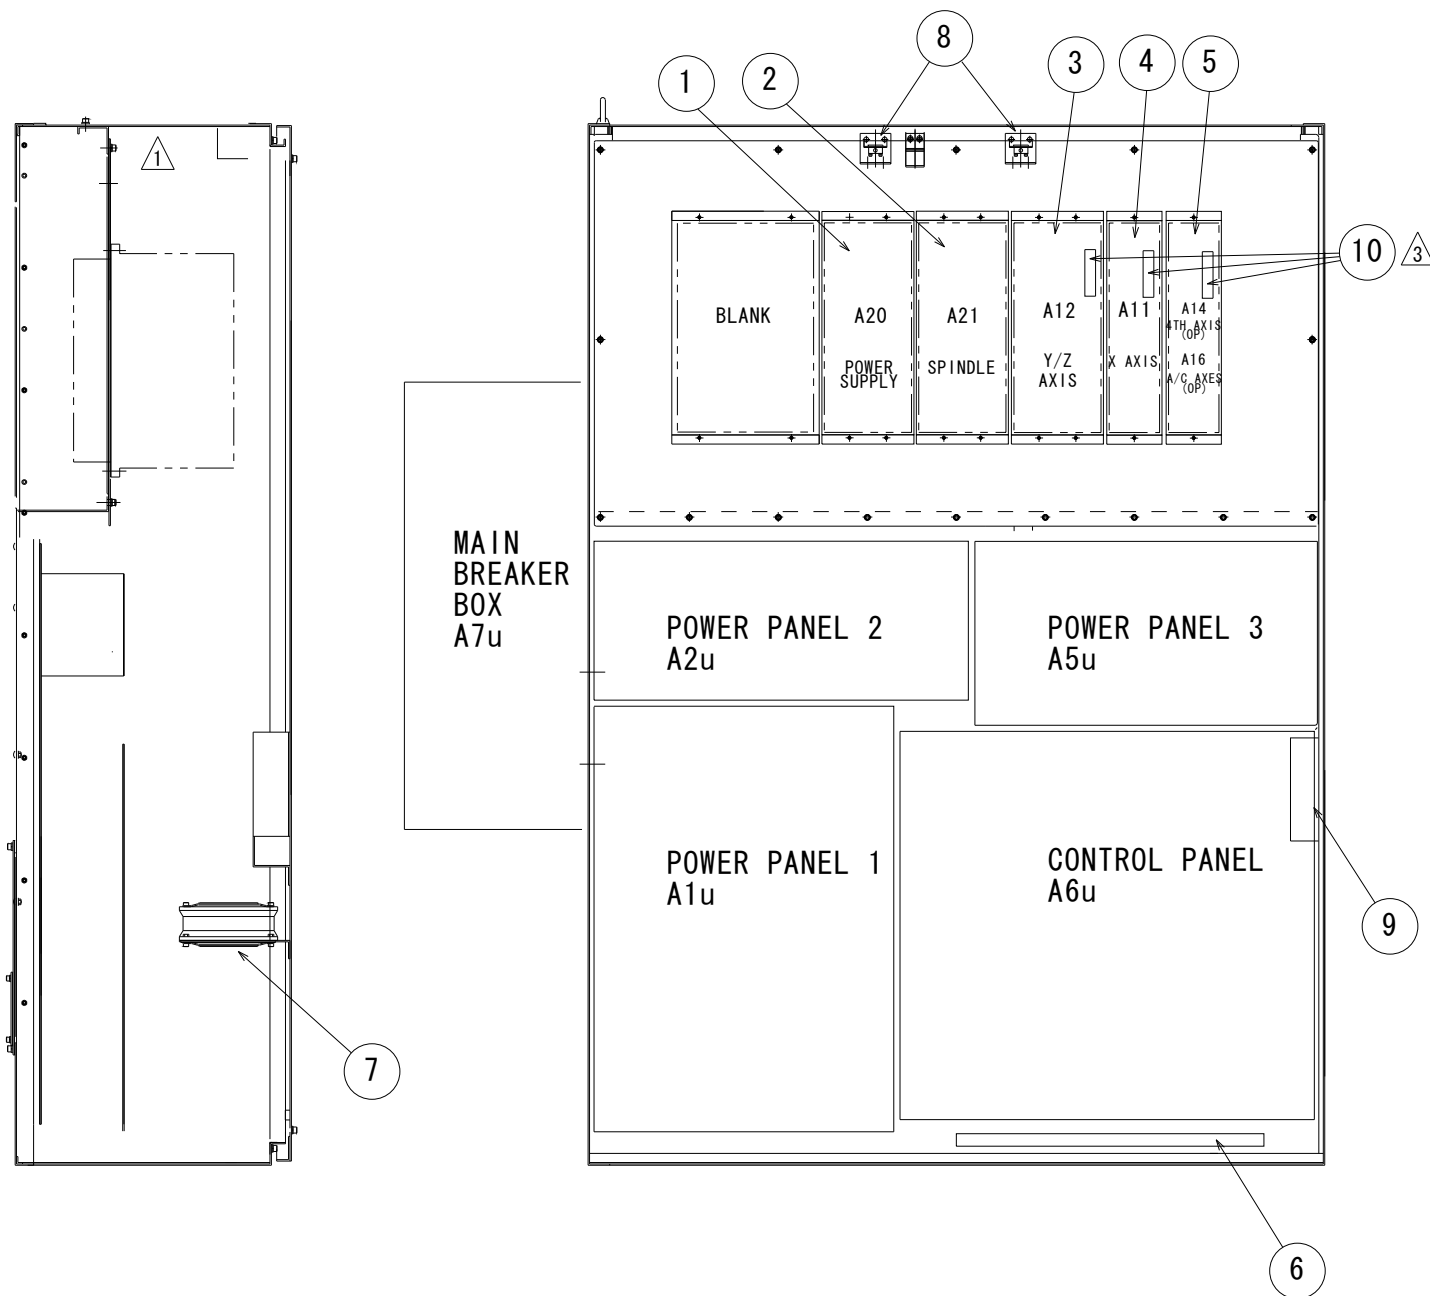 8
1
2
3
4
5
1
10
3
BLANK
A20
POWER
SUPPLY
A21
SPINDLE
A12
Y/Z
AXIS
A11
X AXIS
A14
4TH AXIS
(OP)
A16
A/C AXES
(OP)
MAIN
BREAKER
BOX
A7u
POWER PANEL 2
A2u
POWER PANEL 3
A5u
POWER PANEL 1
A1u
CONTROL PANEL
A6u
9
7
6